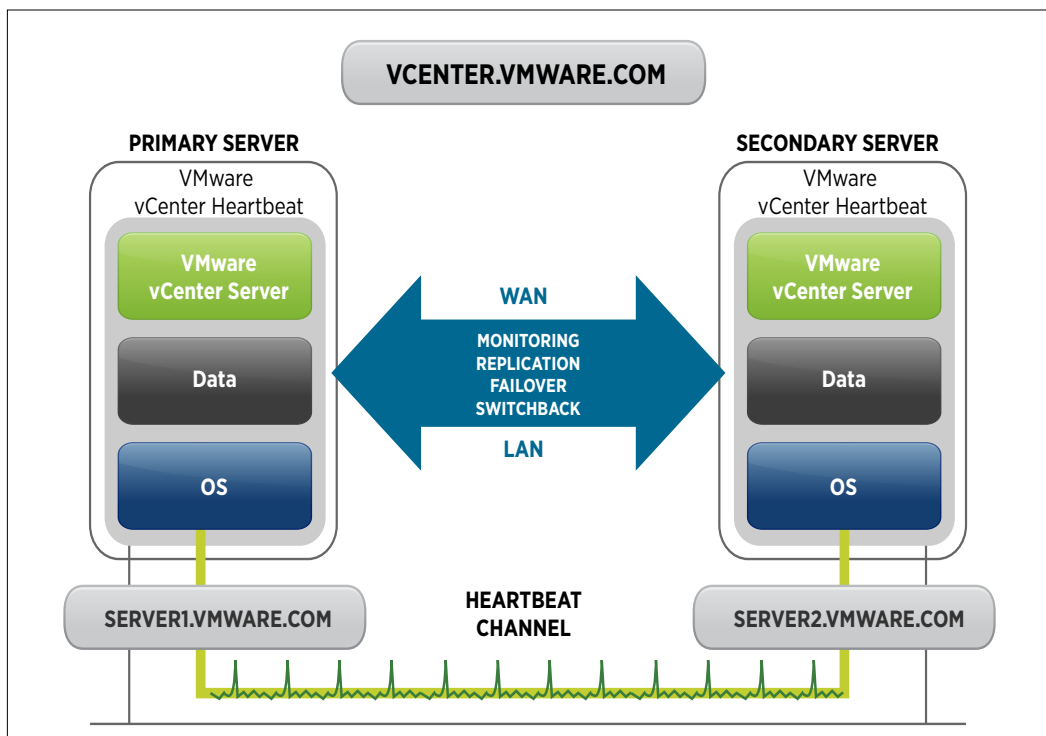 VCENTER.VMWARE.COM
PRIMARY SERVER
VMware
vCenter Heartbeat
VMware
vCenter Server
Data
OS
SERVER1.VMWARE.COM
WAN
MONITORING
REPLICATION
FAILOVER
SWITCHBACK
LAN
HEARTBEAT
CHANNEL
SECONDARY SERVER
VMware
vCenter Heartbeat
VMware
vCenter Server
Data
OS
SERVER2.VMWARE.COM